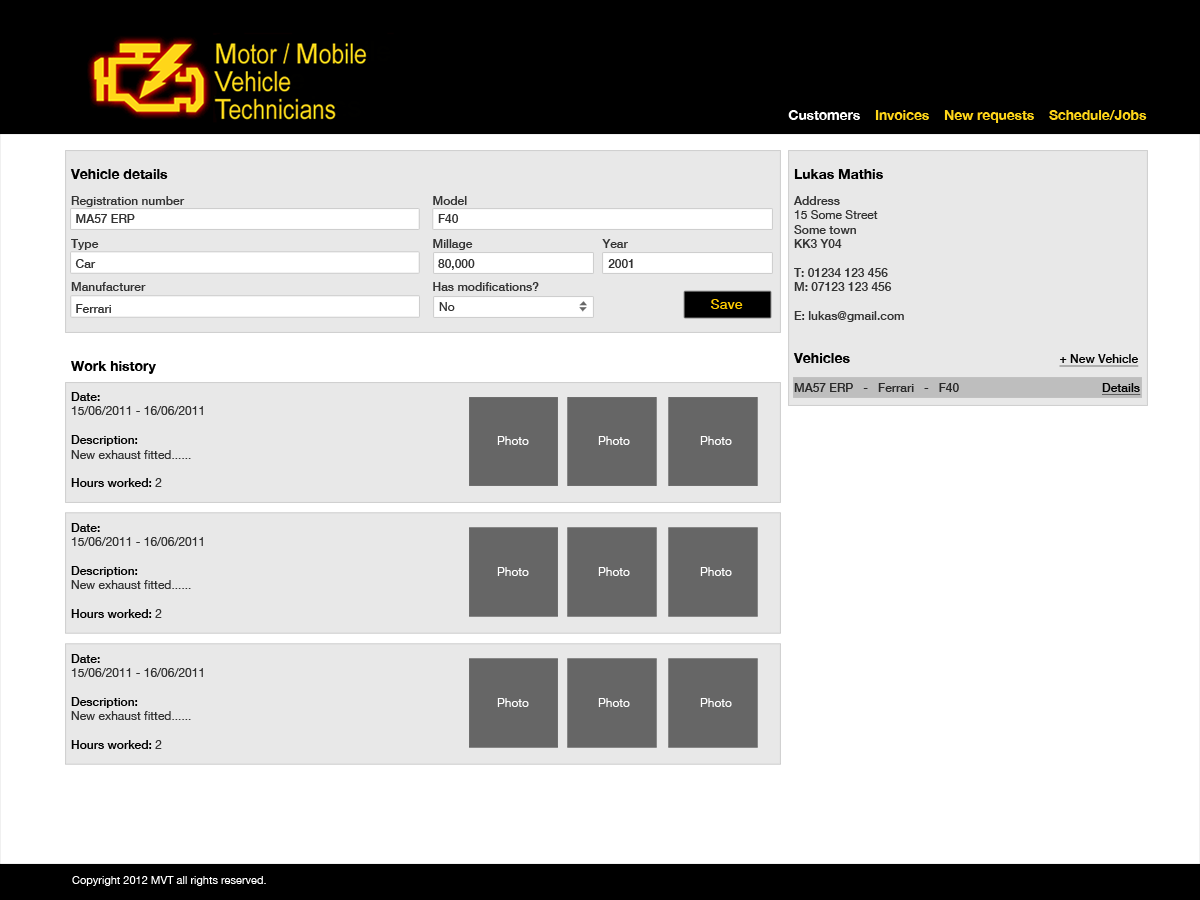 Motor / Mobile
Vehicle
Technicians
Customers Invoices New requests Schedule/Jobs
Vehicle details
Registration number
MA57 ERP
Model
F40
Type
Car
Millage
80,000
Year
2001
Manufacturer
Ferrari
Has modifications?
No
Save
Work history
Date:
15/06/2011 - 16/06/2011
Description:
New exhaust fitted......
Hours worked: 2
Photo Photo Photo
Date:
15/06/2011 - 16/06/2011
Description:
New exhaust fitted......
Hours worked: 2
Photo Photo Photo
Date:
15/06/2011 - 16/06/2011
Description:
New exhaust fitted......
Hours worked: 2
Photo Photo Photo
Lukas Mathis
Address
15 Some Street
Some town
KK3 Y04
T: 01234 123 456
M: 07123 123 456
E: lukas@gmail.com
Vehicles + New Vehicle
MA57 ERP - Ferrari - F40 Details
Copyright 2012 MVT all rights reserved.